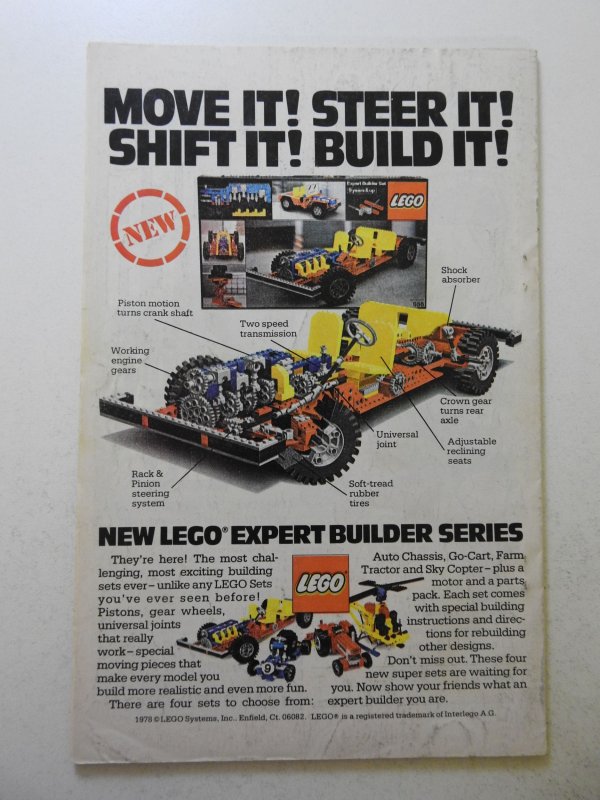 MOVE IT! STEER IT!
SHIFT IT! BUILD IT!
NEW
Expert Builder Set
9 years & up
LEGO
Shock
absorber
Piston motion
turns crank shaft
Two speed
transmission
Working
engine
gears
Crown gear
turns rear
axle
Universal
joint
Adjustable
reclining
seats
Rack &
Pinion
steering
system
Soft-tread
rubber
tires
NEW LEGO® EXPERT BUILDER SERIES
They're here! The most chal-
lenging, most exciting building
sets ever – unlike any LEGO Sets
you've ever seen before!
Pistons, gear wheels,
universal joints
that really
work – special
moving pieces that
make every model you
build more realistic and even more fun.
There are four sets to choose from:
LEGO
9
Auto Chassis, Go-Cart, Farm
Tractor and Sky Copter – plus a
motor and a parts
pack. Each set comes
with special building
instructions and direc-
tions for rebuilding
other designs.
Don't miss out. These four
new super sets are waiting for
you. Now show your friends what an
expert builder you are.
1978 © LEGO Systems, Inc., Enfield, Ct. 06082. LEGO® is a registered trademark of Interlego A.G.